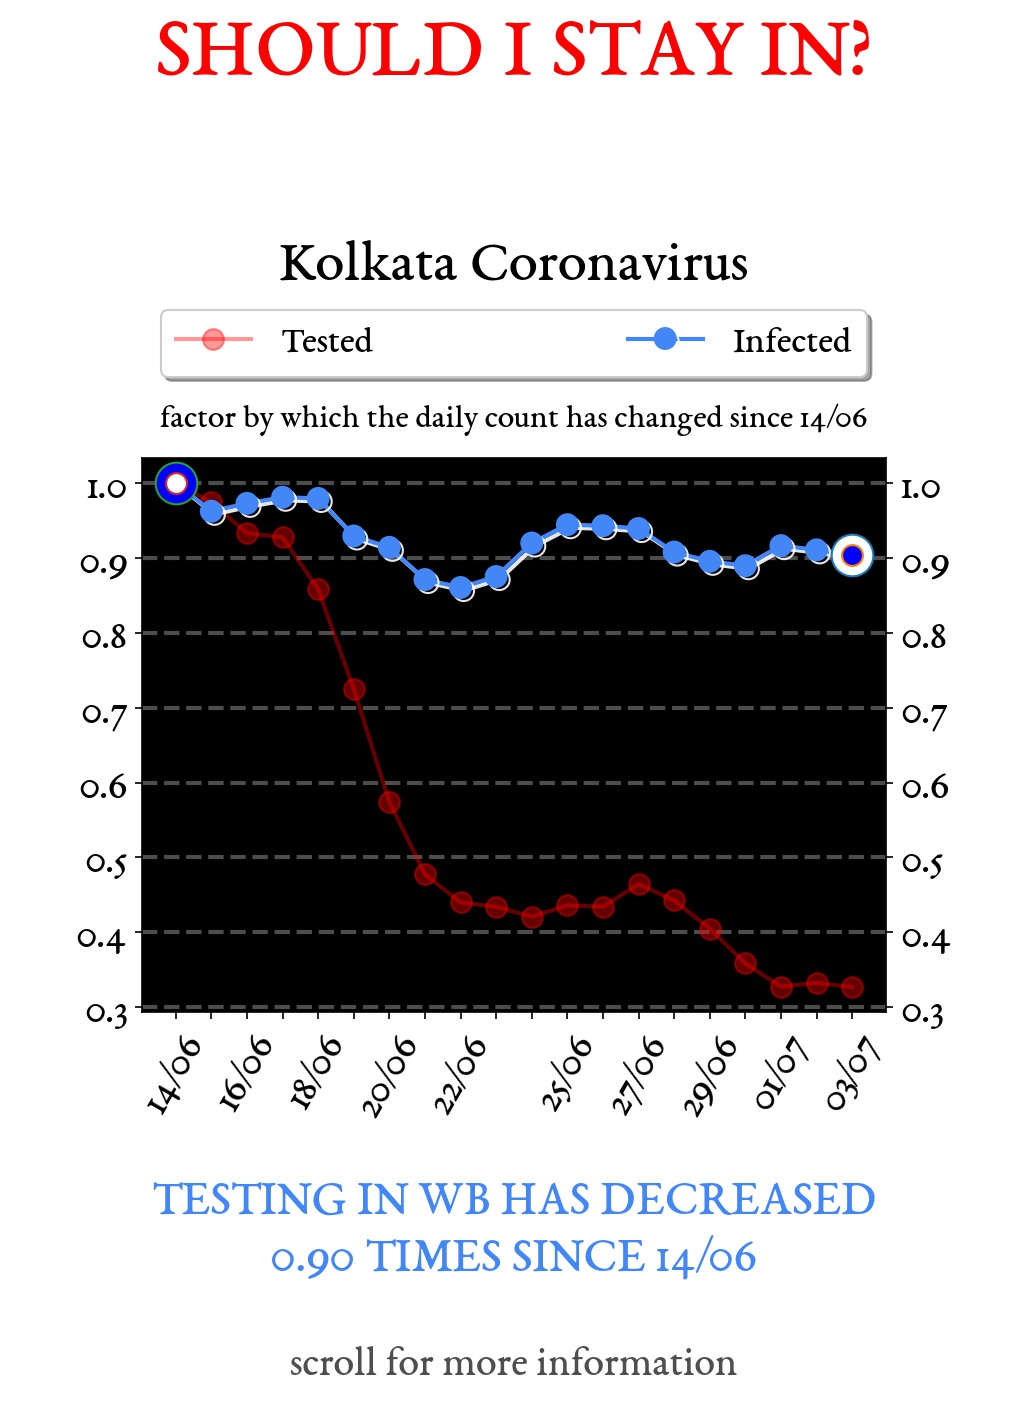 SHOULD I STAY IN?
Kolkata Coronavirus
Tested Infected
factor by which the daily count has changed since 14/06
1.0 1.0
0.9 0.9
0.8 0.8
0.7 0.7
0.6 0.6
0.5 0.5
0.4 0.4
0.3 0.3
14/06 16/06 18/06 20/06 22/06 25/06 27/06 29/06 01/07 03/07
TESTING IN WB HAS DECREASED
0.90 TIMES SINCE 14/06
scroll for more information